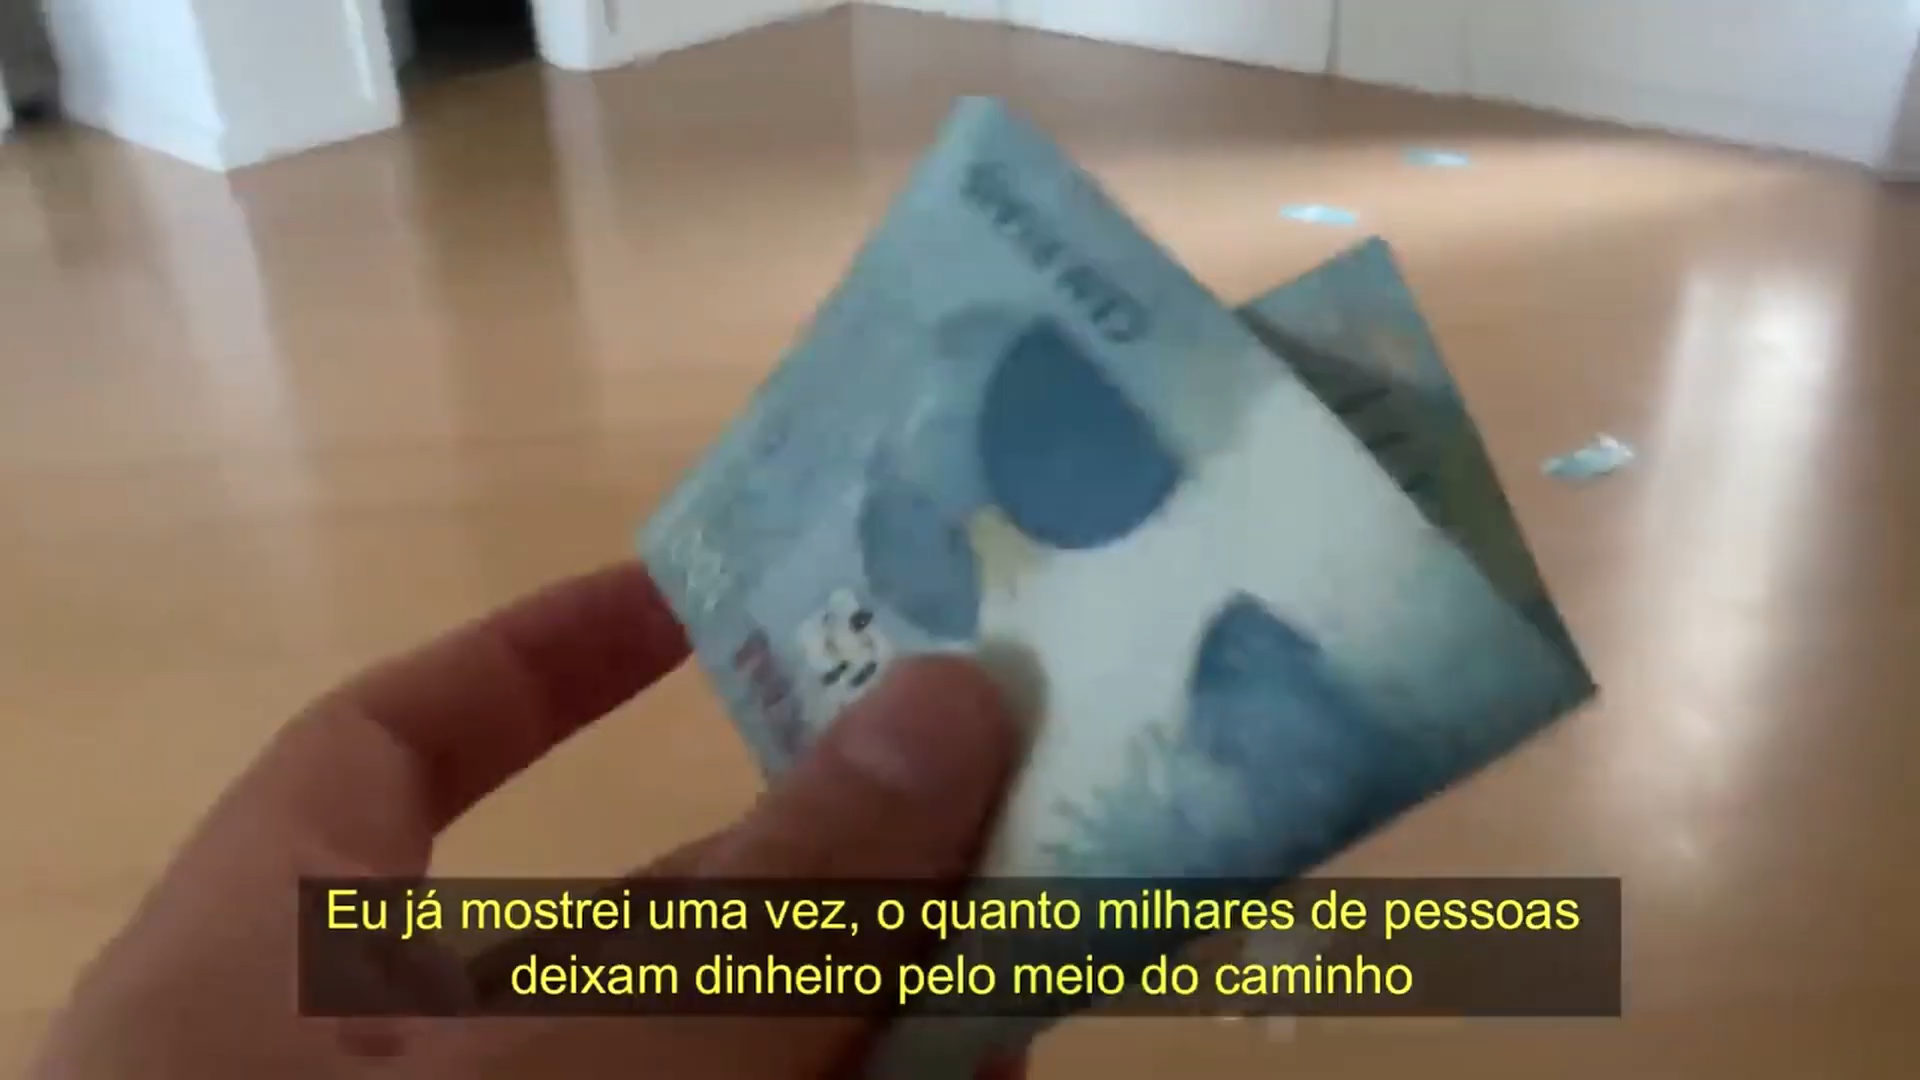 Eu já mostrei uma vez, o quanto milhares de pessoas
deixam dinheiro pelo meio do caminho